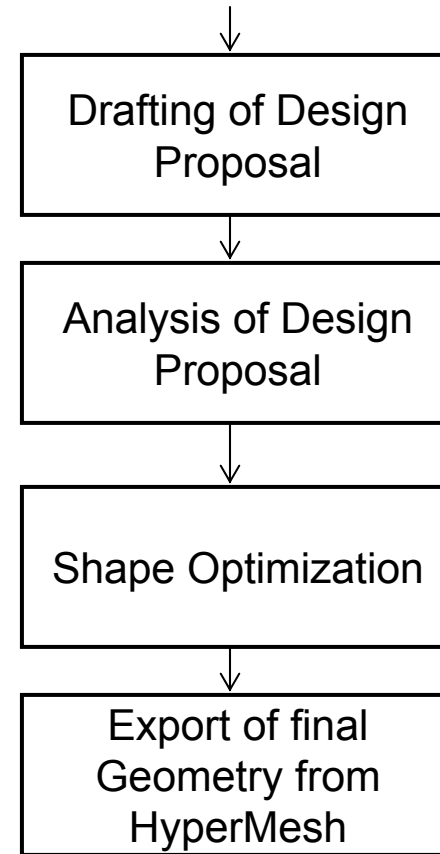 Drafting of Design
Proposal
Analysis of Design
Proposal
Shape Optimization
Export of final
Geometry from
HyperMesh